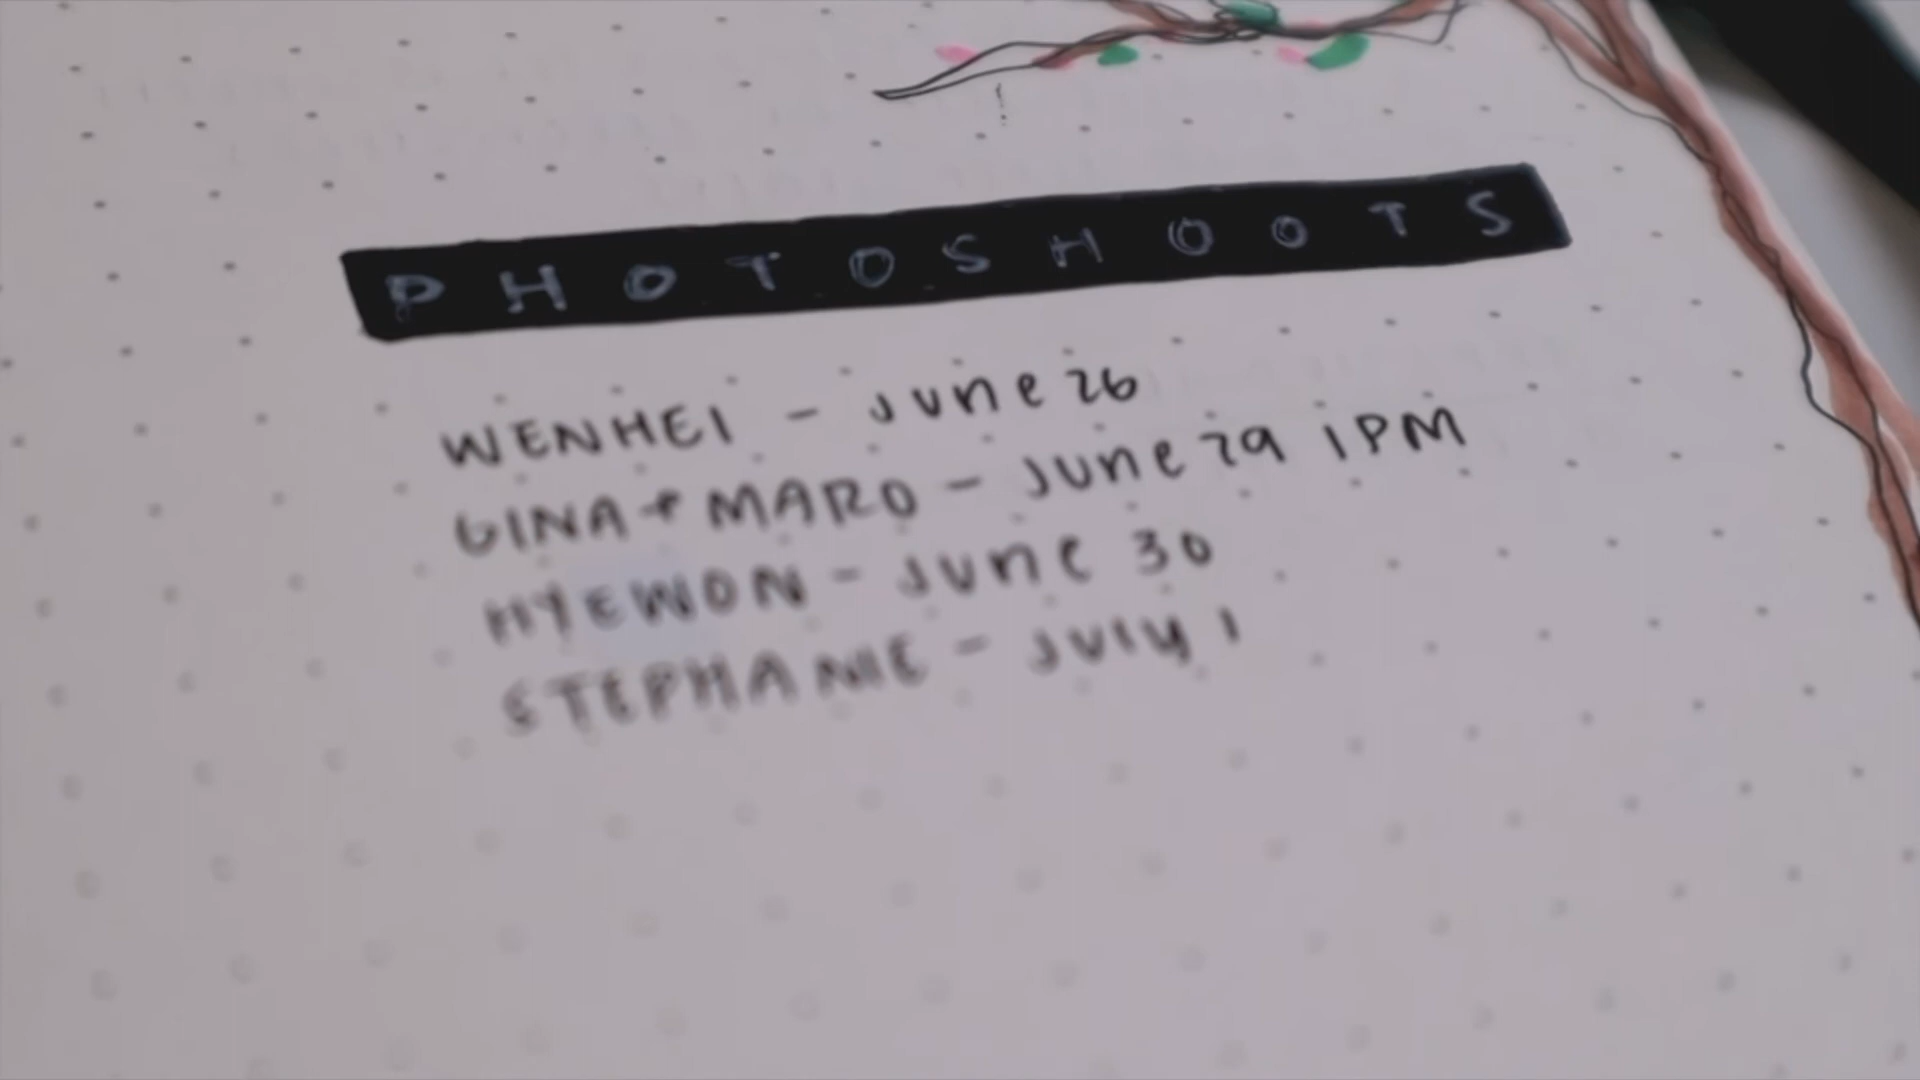 PHOTOSHOOTS
WENHEI - June 26
GINA + MARO - June 29 1PM
HYEWON - June 30
STEPHANIE - July 1